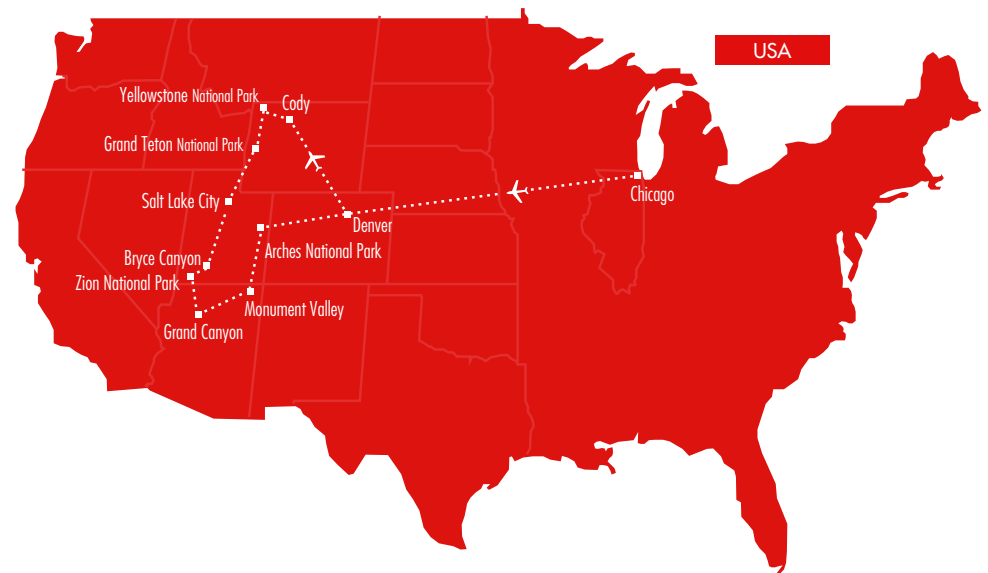 USA
Yellowstone National Park
Cody
Grand Teton National Park
Salt Lake City
Chicago
Denver
Arches National Park
Bryce Canyon
Zion National Park
Monument Valley
Grand Canyon